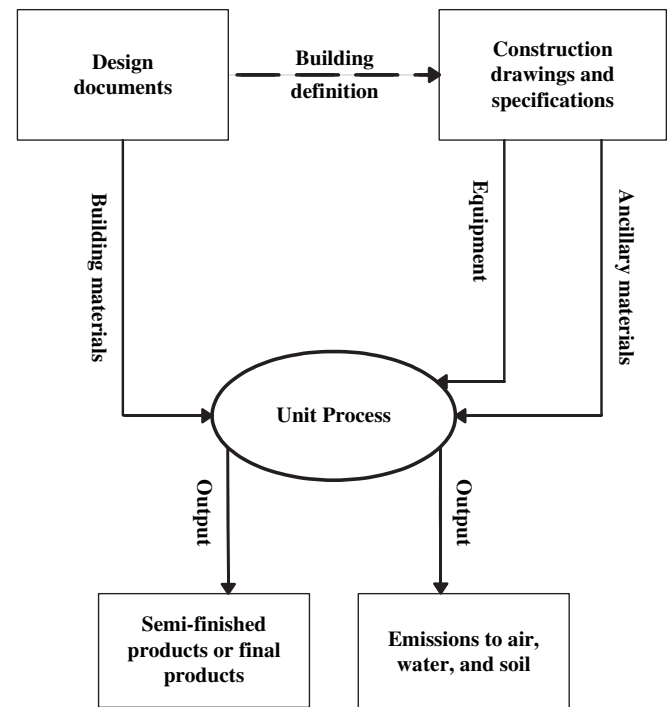 Design
documents
Building
definition
Construction
drawings and
specifications
Building materials
Equipment
Ancillary materials
Unit Process
Output
Output
Semi-finished
products or final
products
Emissions to air,
water, and soil